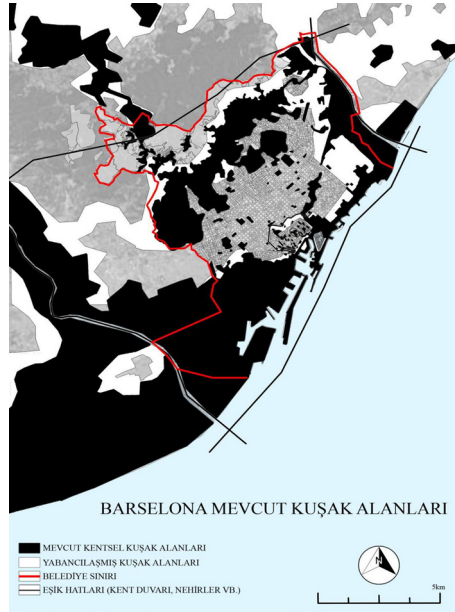 BARSELONA MEVCUT KUŞAK ALANLARI
MEVCUT KENTSEL KUŞAK ALANLARI
YABANCILAŞMIŞ KUŞAK ALANLARI
BELEDİYE SINIRI
EŞİK HATLARI (KENT DUVARI, NEHİRLER VB.)
N
5km